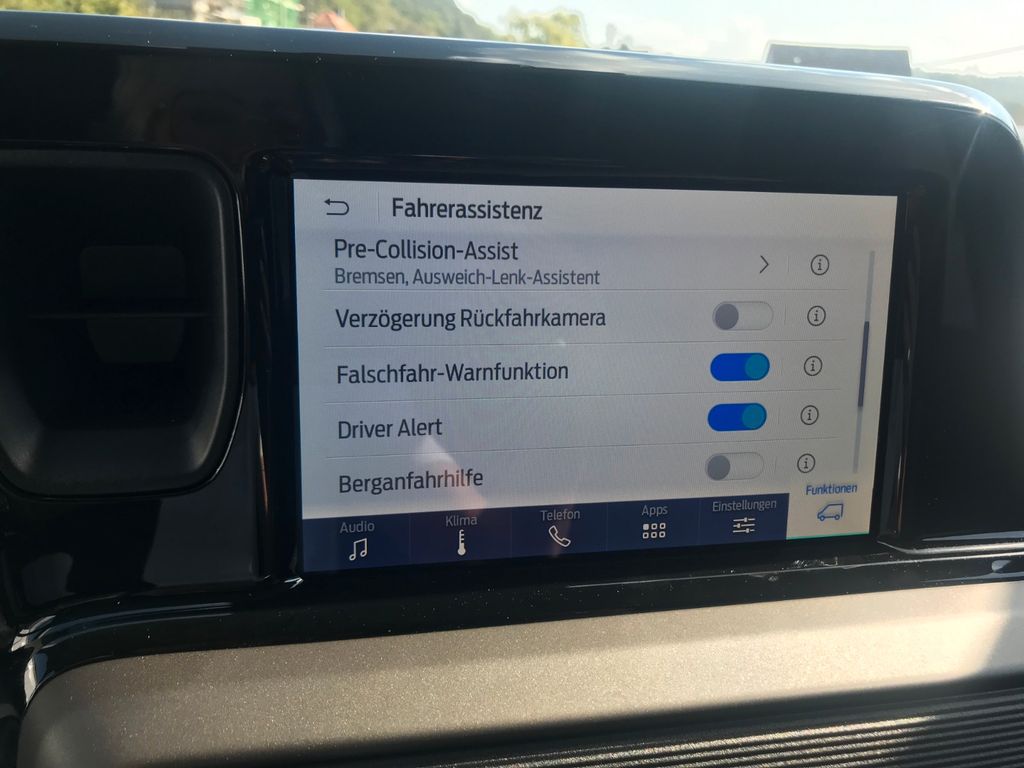 Fahrerassistenz
Pre-Collision-Assist
Bremsen, Ausweich-Lenk-Assistent
Verzögerung Rückfahrkamera
Falschfahr-Warnfunktion
Driver Alert
Berganfahrhilfe
Audio
Klima
Telefon
Apps
Einstellungen
Funktionen